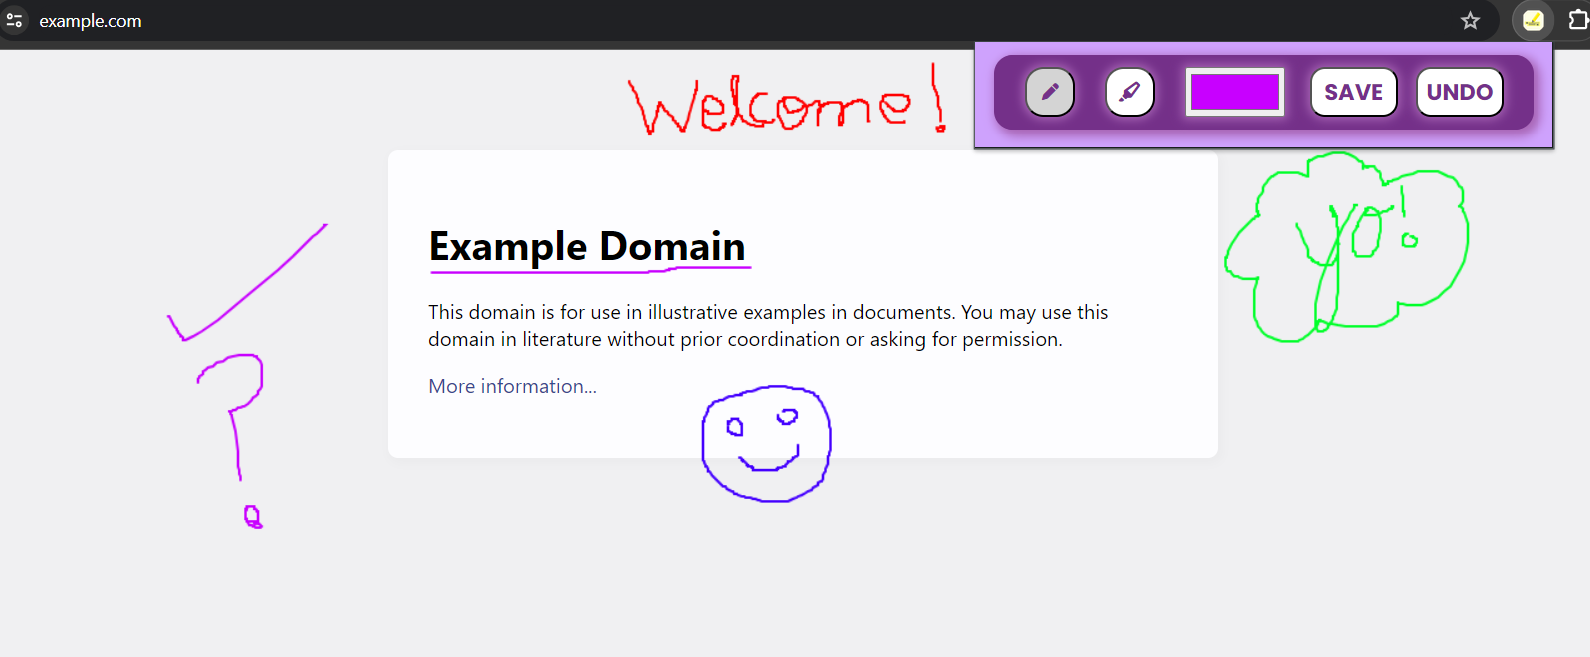 example.com
Welcome!
SAVE UNDO
yo!
Example Domain
This domain is for use in illustrative examples in documents. You may use this
domain in literature without prior coordination or asking for permission.
More information...
?